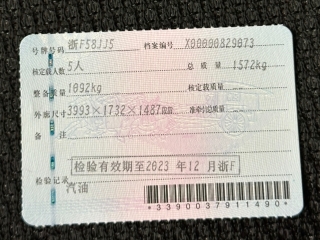 号牌号码 浙F58JJ5 档案编号 X00000829073
核定载人数 5人 总质量 1572kg
整备质量 1092kg 核定载质量
外廓尺寸 3993×1732×1487mm 准牵引总质量
备注
检验有效期至2023年12月浙F
检验记录
汽油
*3390037911490*